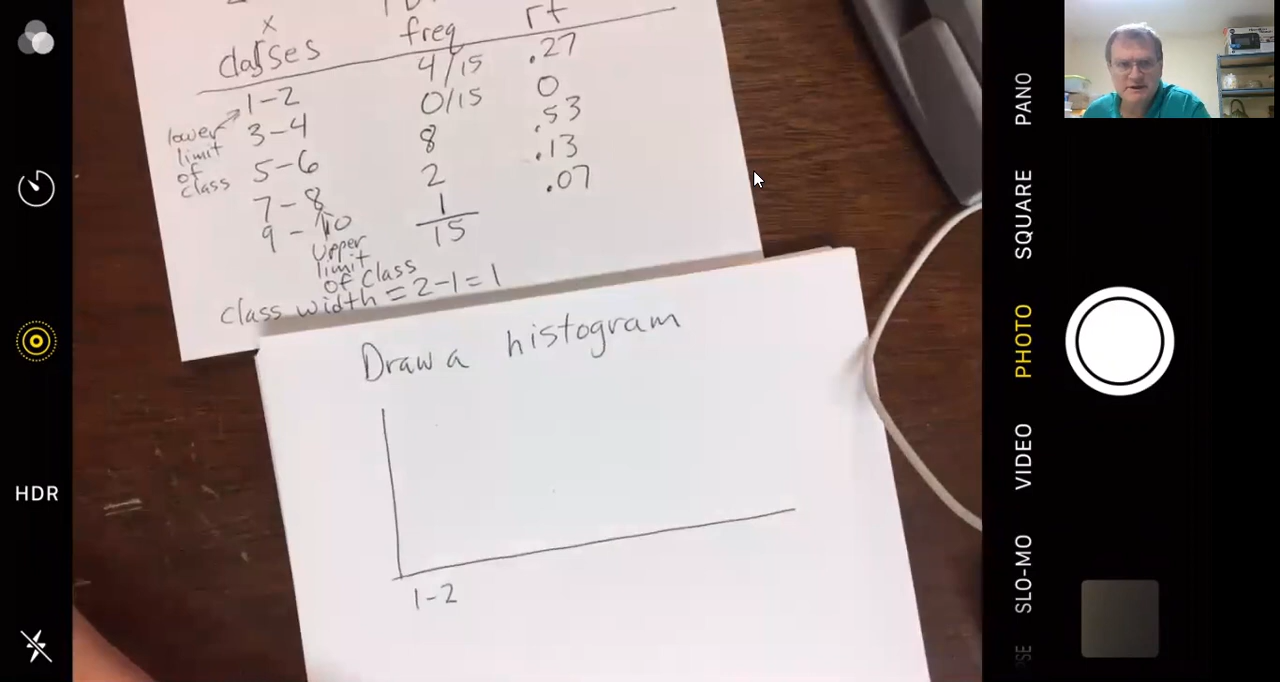 x
classes freq rf
1-2 4/15 .27
3-4 0/15 0
5-6 8 .53
7-8 2 .13
9-10 1 .07
15
lower
limit
of
class
upper
limit
of class
class width = 2-1=1
Draw a histogram
1-2
HDR
PANO
SQUARE
PHOTO
VIDEO
SLO-MO